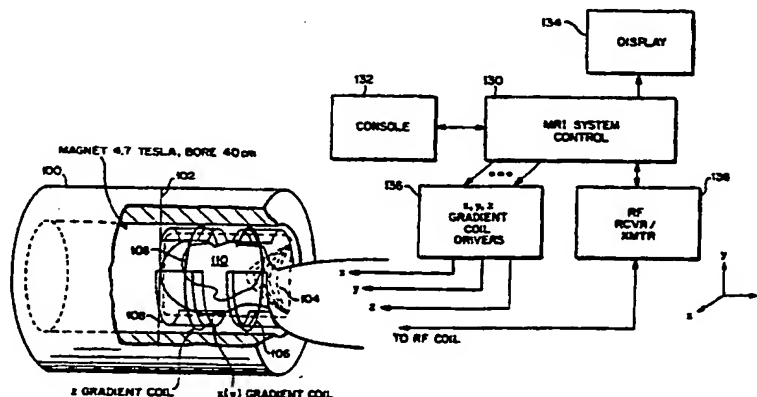 134
DISPLAY
132
130
CONSOLE
MRI SYSTEM
CONTROL
MAGNET 4.7 TESLA, BORE 40cm
100
102
136
138
x, y, z
GRADIENT
COIL
DRIVERS
RF
RCVR/
XMTR
108
110
104
108
106
x
y
z
y
x
TO RF COIL
z GRADIENT COIL
x(y) GRADIENT COIL